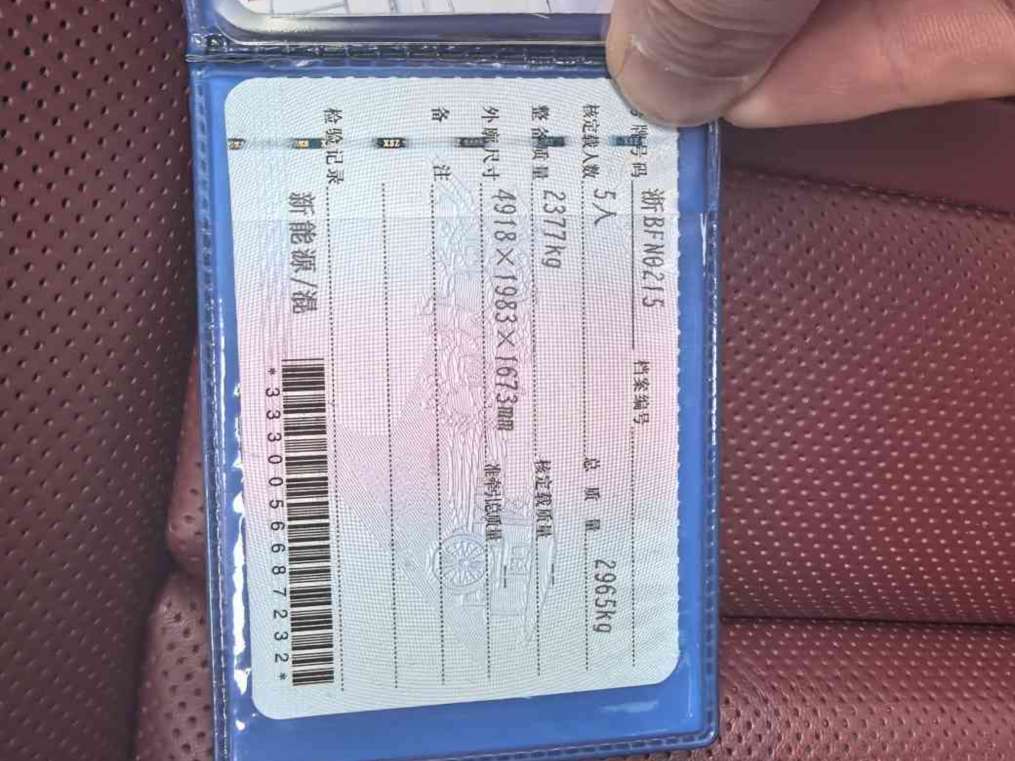 牌号码 浙BFN0215 档案编号
核定载人数 5人 总质量 2965kg
整备质量 2377kg 核定载质量 --
外廓尺寸 4918×1983×1673mm 准牵引总质量 --
备注
检验记录
新能源/混
*3330056687232*